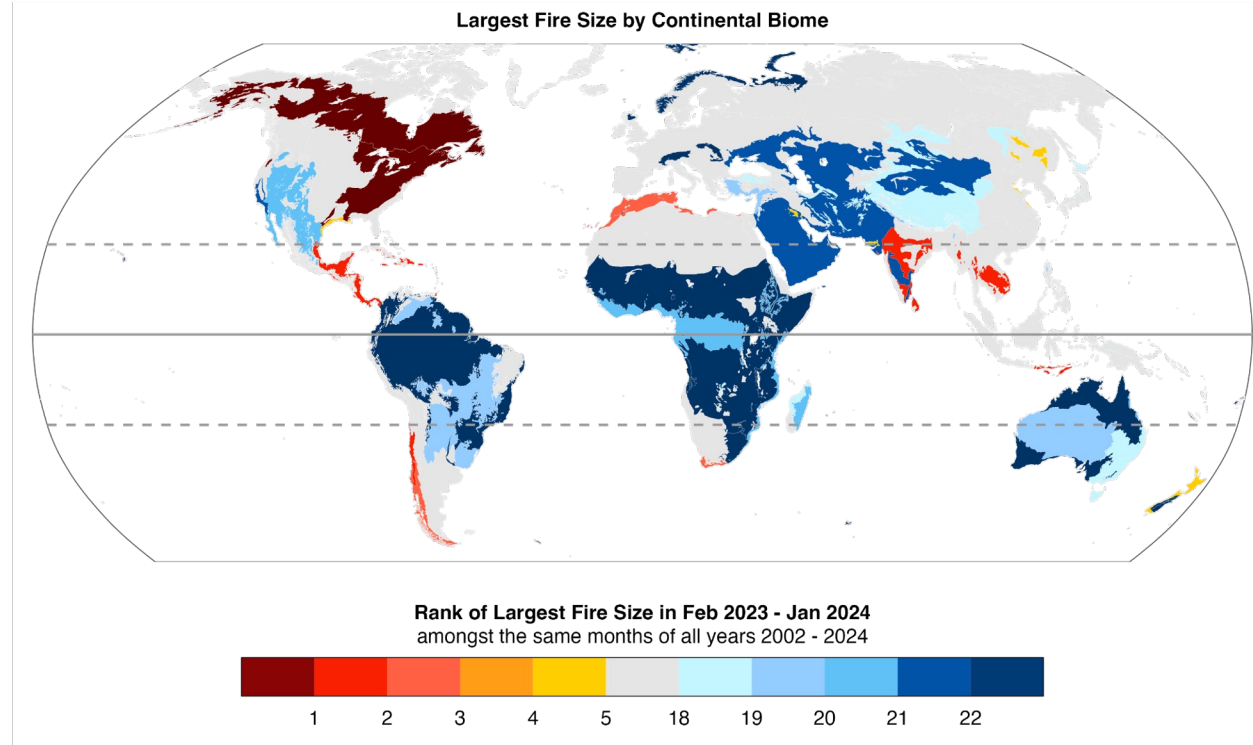 Largest Fire Size by Continental Biome
Rank of Largest Fire Size in Feb 2023 - Jan 2024
amongst the same months of all years 2002 - 2024
1 2 3 4 5 18 19 20 21 22